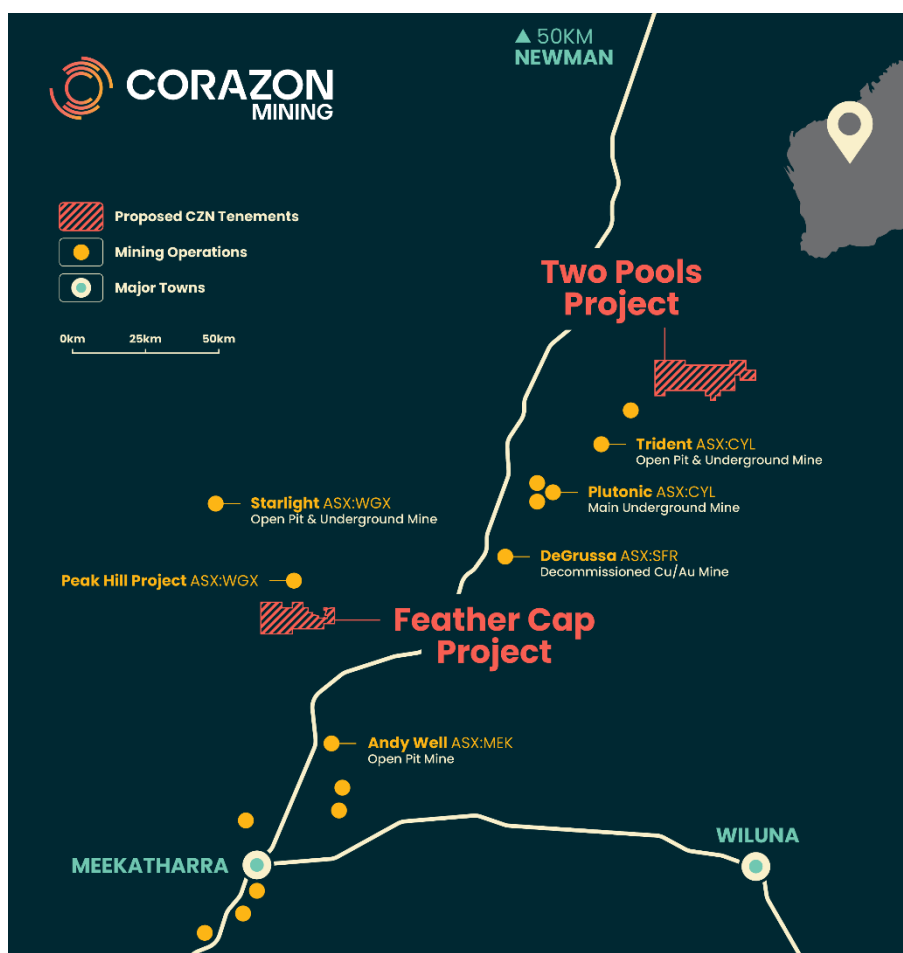 ▲ 50KM
NEWMAN
CORAZON
MINING
Proposed CZN Tenements
Mining Operations
Major Towns
0km 25km 50km
Two Pools
Project
Trident ASX:CYL
Open Pit & Underground Mine
Plutonic ASX:CYL
Main Underground Mine
Starlight ASX:WGX
Open Pit & Underground Mine
DeGrussa ASX:SFR
Decommissioned Cu/Au Mine
Peak Hill Project ASX:WGX
Feather Cap
Project
Andy Well ASX:MEK
Open Pit Mine
WILUNA
MEEKATHARRA